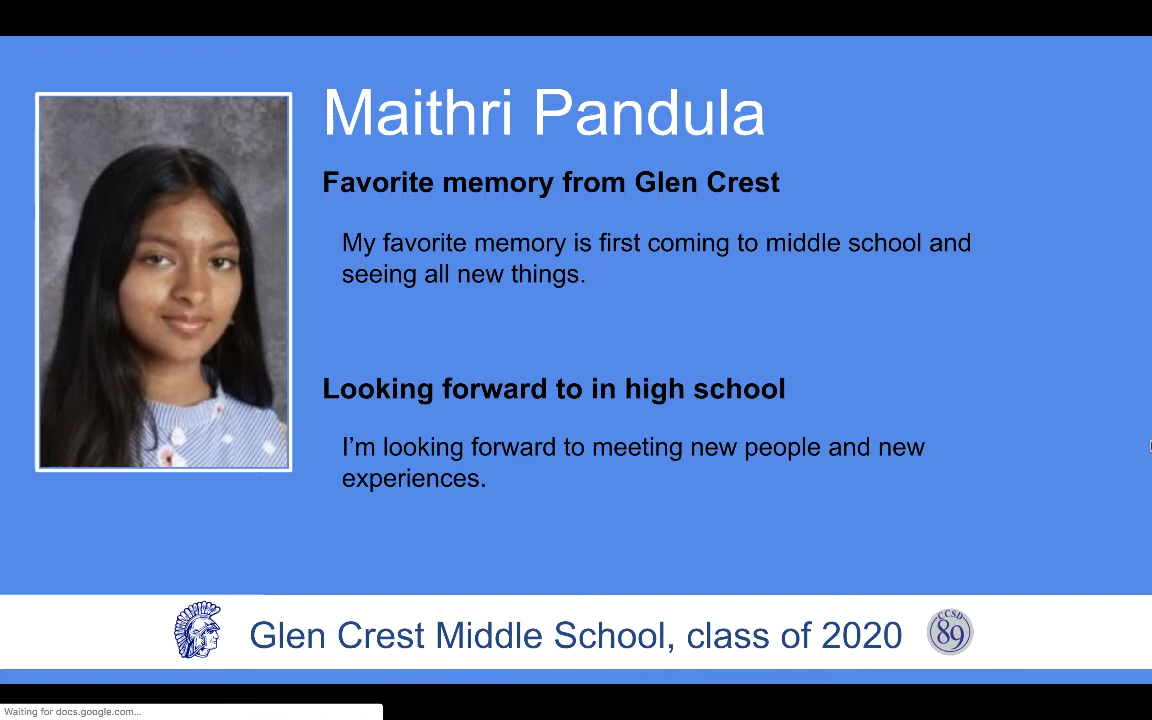 Maithri Pandula
Favorite memory from Glen Crest
My favorite memory is first coming to middle school and
seeing all new things.
Looking forward to in high school
I'm looking forward to meeting new people and new
experiences.
Glen Crest Middle School, class of 2020
CCSD
89
Waiting for docs.google.com...